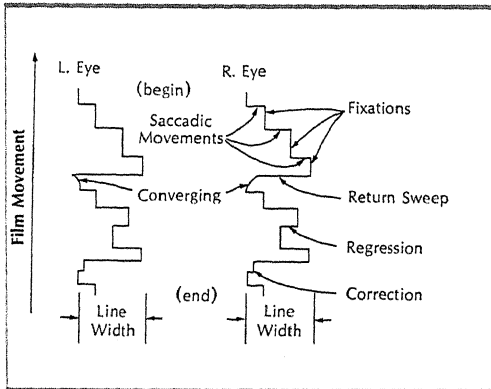 L. Eye
R. Eye
(begin)
Fixations
Saccadic
Movements
Converging
Return Sweep
Regression
Correction
(end)
Line
Width
Line
Width
Film Movement